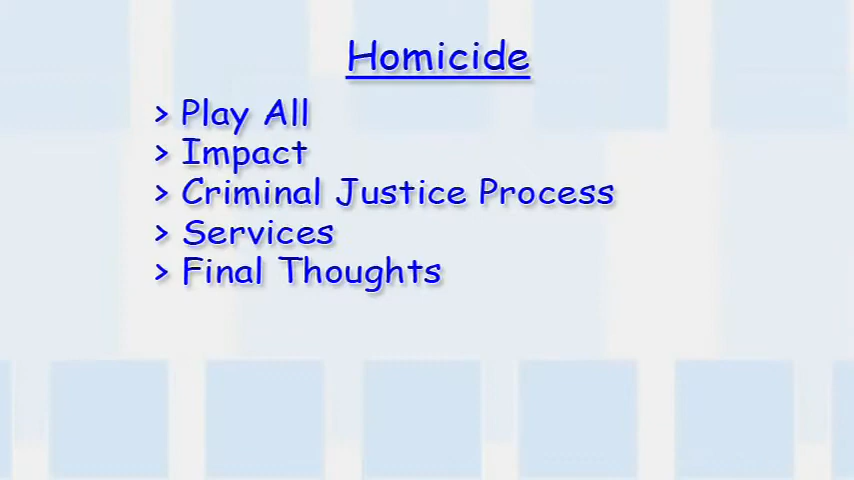 Homicide
> Play All
> Impact
> Criminal Justice Process
> Services
> Final Thoughts